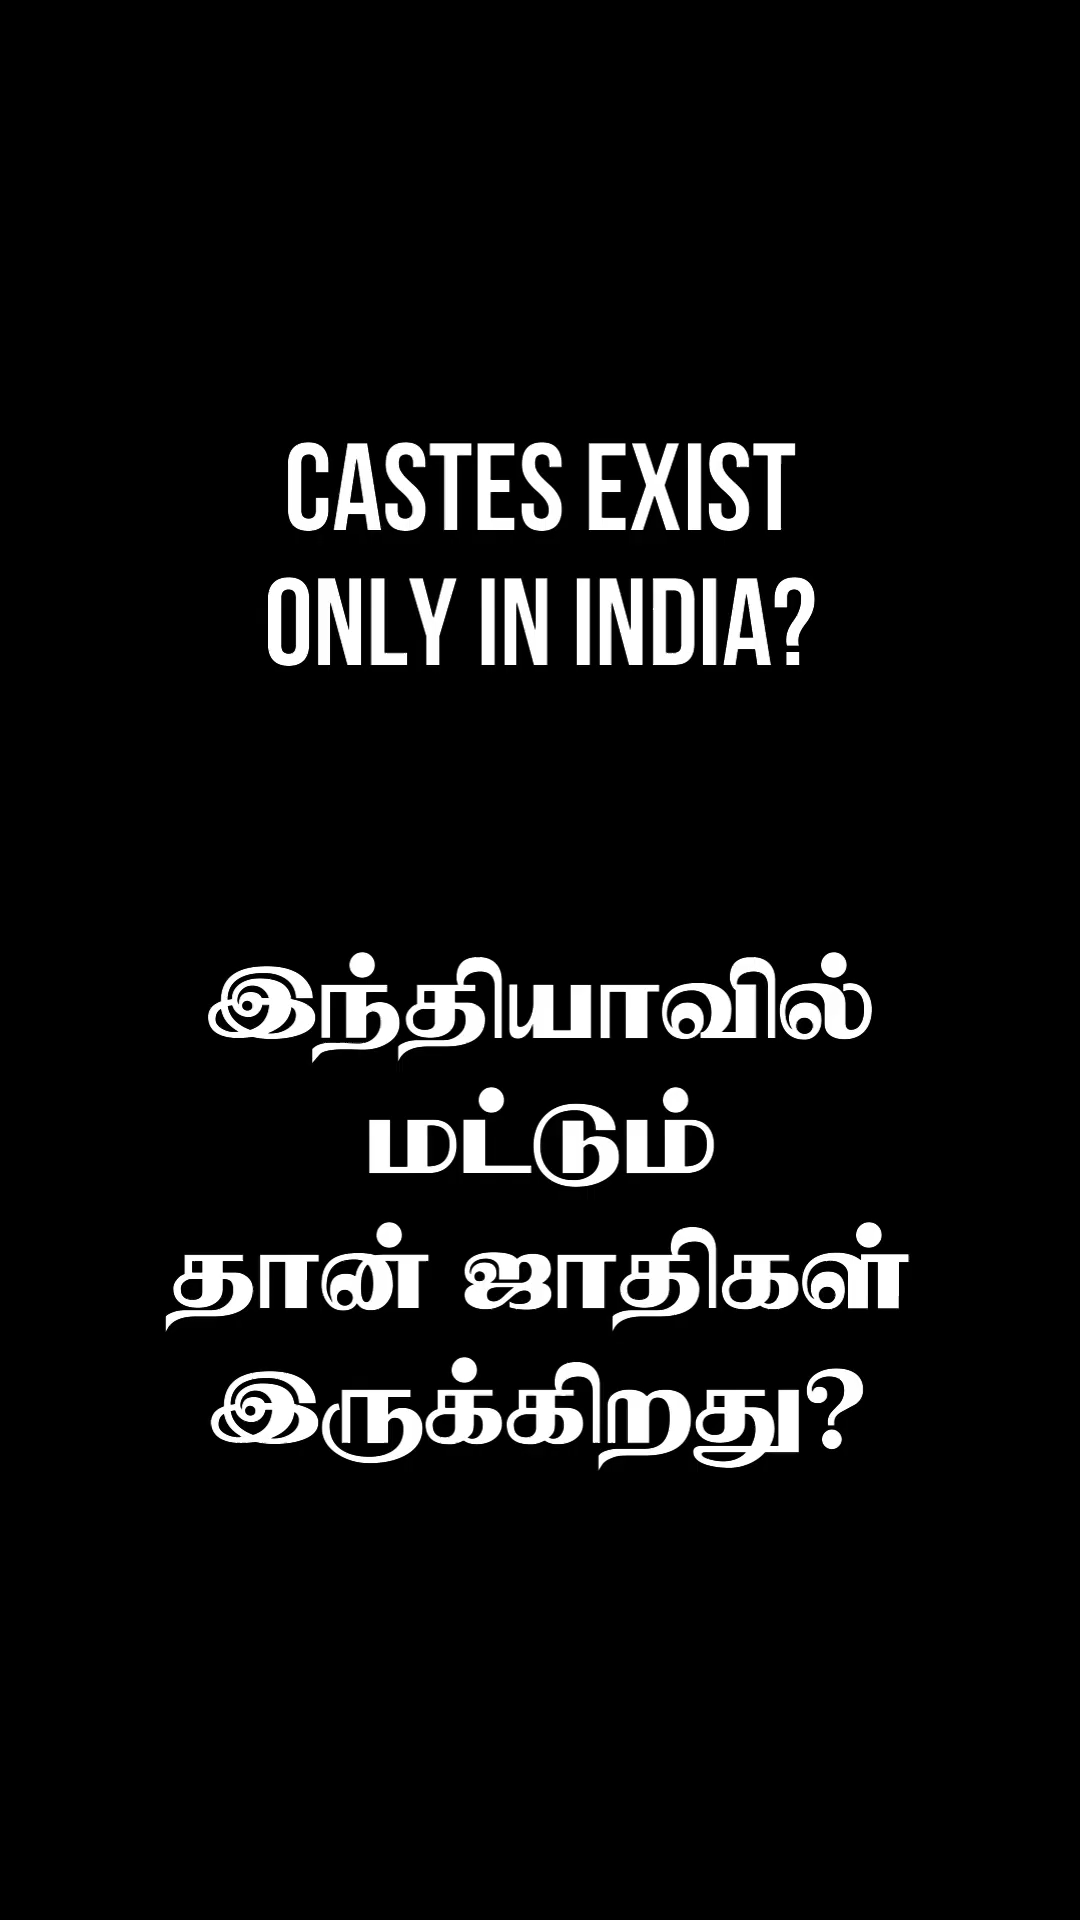 CASTES EXIST
ONLY IN INDIA?
இந்தியாவில்
மட்டும்
தான் ஜாதிகள்
இருக்கிறது?